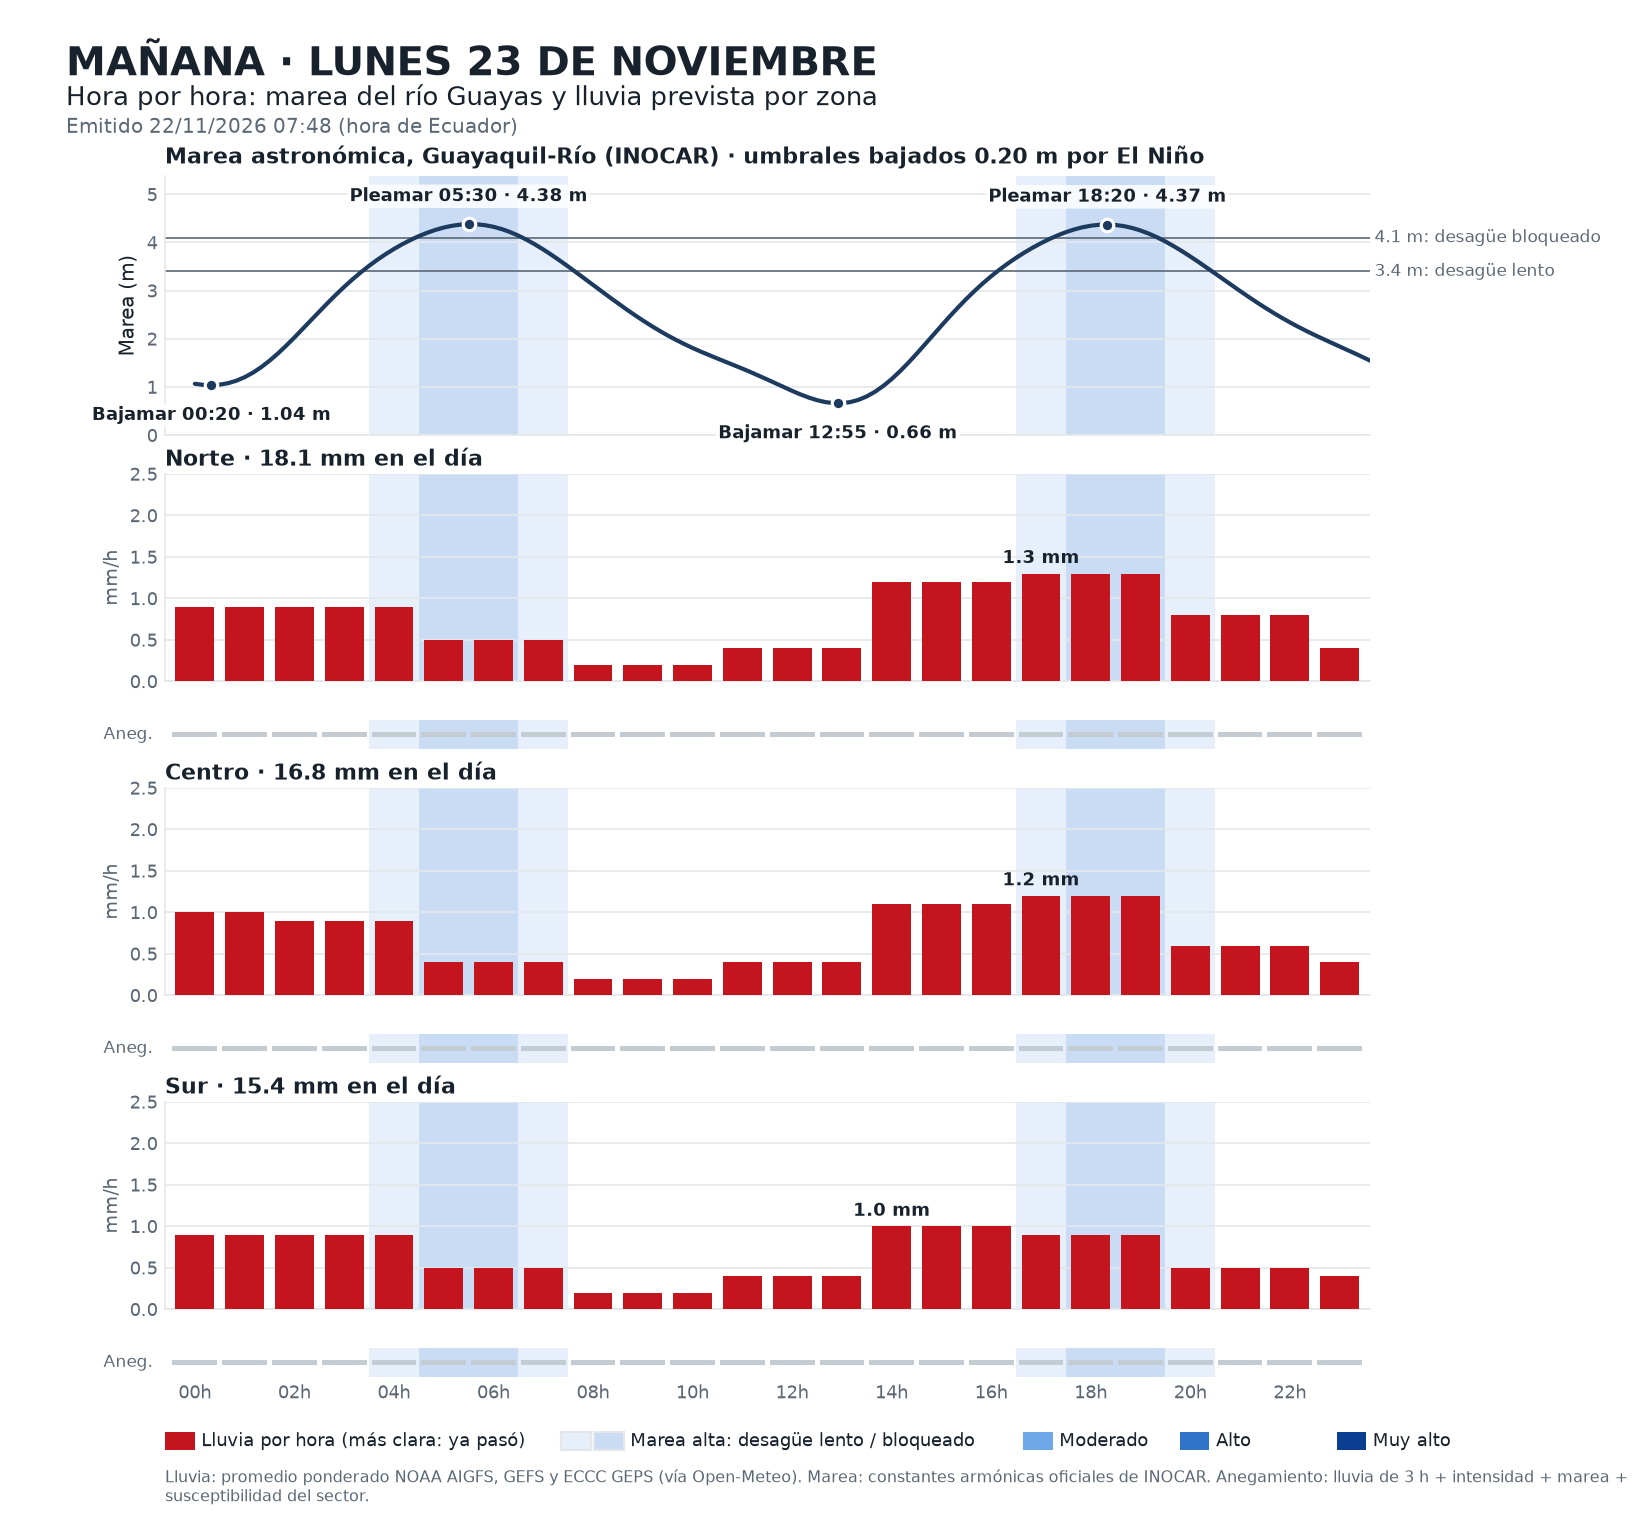 MAÑANA · LUNES 23 DE NOVIEMBRE
Hora por hora: marea del río Guayas y lluvia prevista por zona
Emitido 22/11/2026 07:48 (hora de Ecuador)
Marea astronómica, Guayaquil-Río (INOCAR) · umbrales bajados 0.20 m por El Niño
Pleamar 05:30 · 4.38 m
Pleamar 18:20 · 4.37 m
4.1 m: desagüe bloqueado
3.4 m: desagüe lento
Marea (m)
5
4
3
2
1
0
Bajamar 00:20 · 1.04 m
Bajamar 12:55 · 0.66 m
Norte · 18.1 mm en el día
mm/h
2.5
2.0
1.5
1.0
0.5
0.0
1.3 mm
Aneg.
Centro · 16.8 mm en el día
mm/h
2.5
2.0
1.5
1.0
0.5
0.0
1.2 mm
Aneg.
Sur · 15.4 mm en el día
mm/h
2.5
2.0
1.5
1.0
0.5
0.0
1.0 mm
Aneg.
00h 02h 04h 06h 08h 10h 12h 14h 16h 18h 20h 22h
Lluvia por hora (más clara: ya pasó) Marea alta: desagüe lento / bloqueado Moderado Alto Muy alto
Lluvia: promedio ponderado NOAA AIGFS, GEFS y ECCC GEPS (vía Open-Meteo). Marea: constantes armónicas oficiales de INOCAR. Anegamiento: lluvia de 3 h + intensidad + marea +
susceptibilidad del sector.